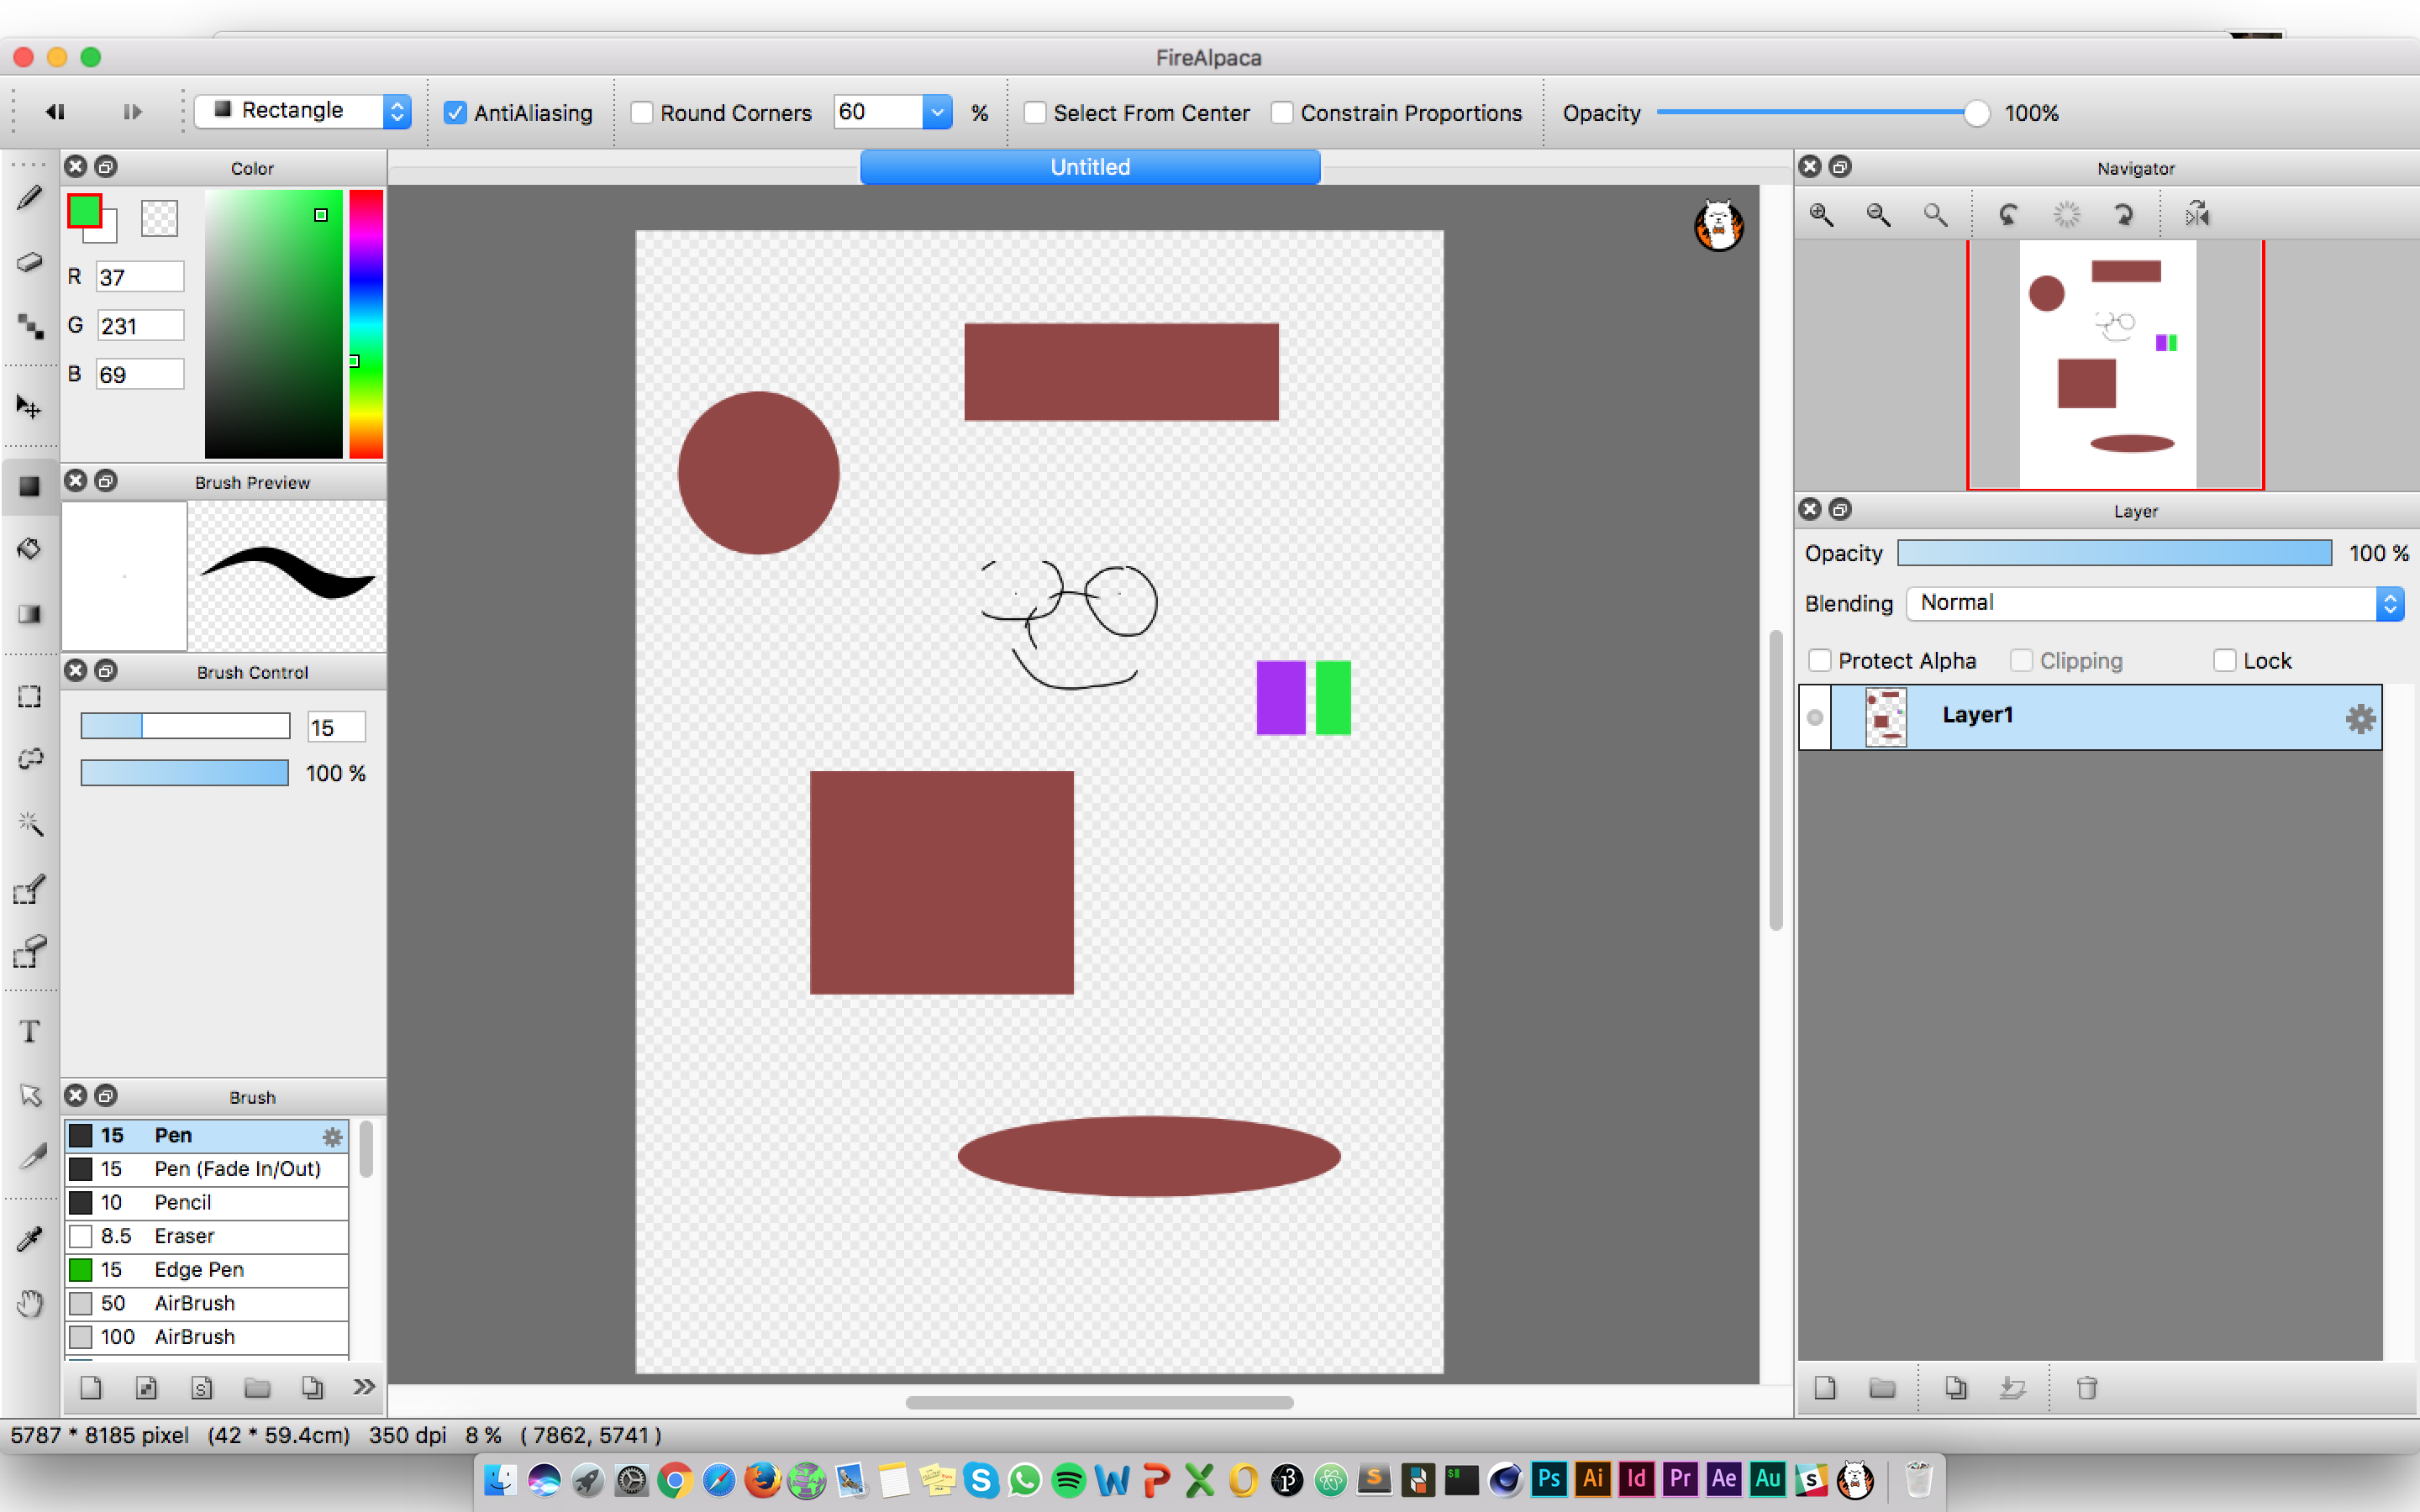 FireAlpaca
Rectangle AntiAliasing Round Corners 60 % Select From Center Constrain Proportions Opacity 100%
Color
Untitled
Navigator
R 37
G 231
B 69
Brush Preview
Layer
Opacity 100 %
Blending Normal
Protect Alpha Clipping Lock
Brush Control
Layer1
15
100 %
T
Brush
15 Pen
15 Pen (Fade In/Out)
10 Pencil
8.5 Eraser
15 Edge Pen
50 AirBrush
100 AirBrush
S
5787 * 8185 pixel (42 * 59.4cm) 350 dpi 8 % ( 7862, 5741 )
S W P X O S Ps Ai Id Pr Ae Au S